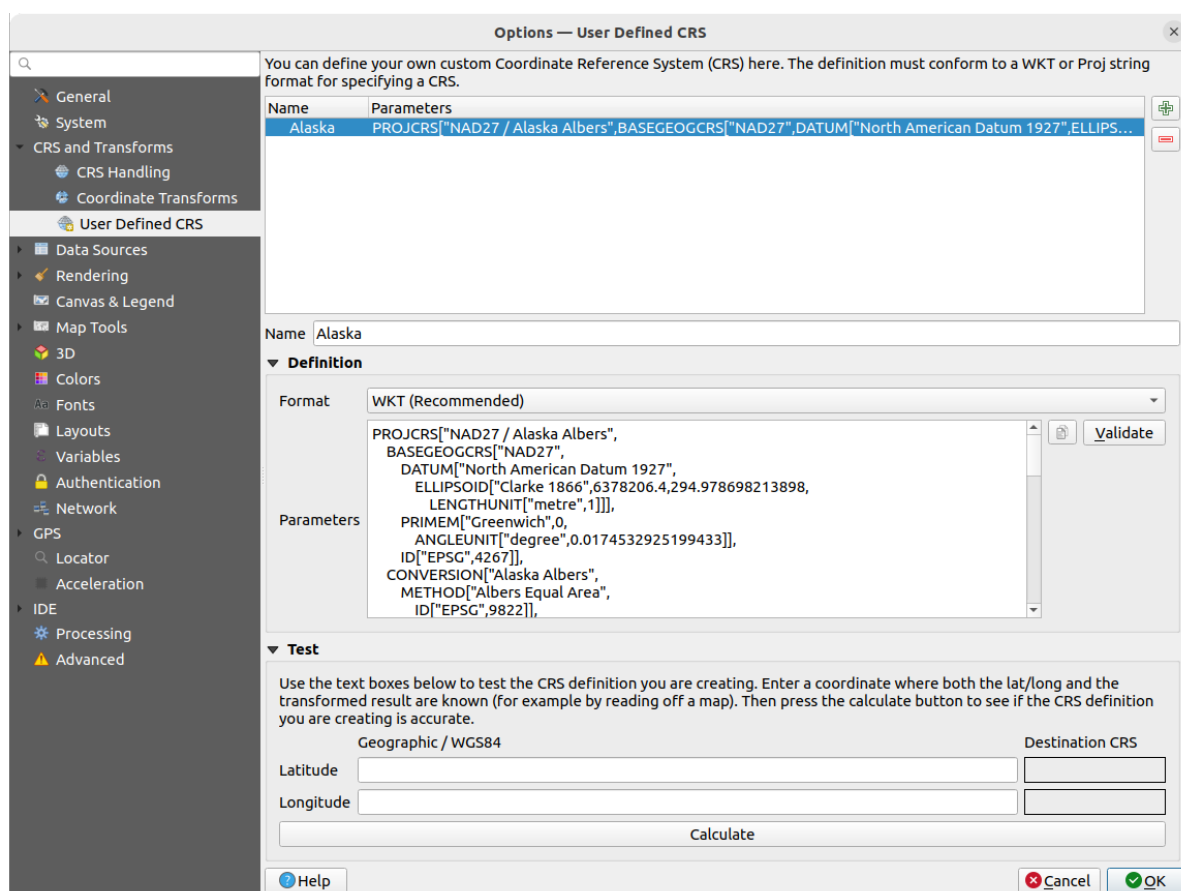 Options — User Defined CRS
General
System
CRS and Transforms
CRS Handling
Coordinate Transforms
User Defined CRS
Data Sources
Rendering
Canvas & Legend
Map Tools
3D
Colors
Fonts
Layouts
Variables
Authentication
Network
GPS
Locator
Acceleration
IDE
Processing
Advanced
You can define your own custom Coordinate Reference System (CRS) here. The definition must conform to a WKT or Proj string
format for specifying a CRS.
Name Parameters
Alaska PROJCRS["NAD27 / Alaska Albers",BASEGEOGCRS["NAD27",DATUM["North American Datum 1927",ELLIPS...
Name Alaska
Definition
Format WKT (Recommended)
Parameters
PROJCRS["NAD27 / Alaska Albers",
BASEGEOGCRS["NAD27",
DATUM["North American Datum 1927",
ELLIPSOID["Clarke 1866",6378206.4,294.978698213898,
LENGTHUNIT["metre",1]]],
PRIMEM["Greenwich",0,
ANGLEUNIT["degree",0.0174532925199433]],
ID["EPSG",4267]],
CONVERSION["Alaska Albers",
METHOD["Albers Equal Area",
ID["EPSG",9822]],
Validate
Test
Use the text boxes below to test the CRS definition you are creating. Enter a coordinate where both the lat/long and the
transformed result are known (for example by reading off a map). Then press the calculate button to see if the CRS definition
you are creating is accurate.
Geographic / WGS84 Destination CRS
Latitude
Longitude
Calculate
Help Cancel OK